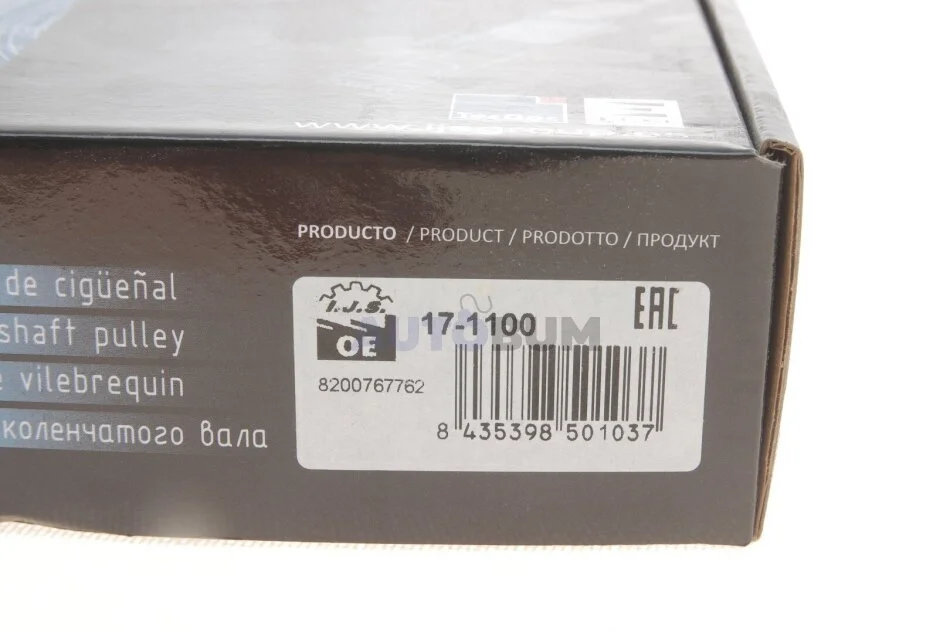 PRODUCTO / PRODUCT / PRODOTTO / ПРОДУКТ
de cigüeñal
shaft pulley
vilebrequin
коленчатого вала
I.J.S.
OE
8200767762
17-1100
EAC
AUTOBUM
8 435398 501037